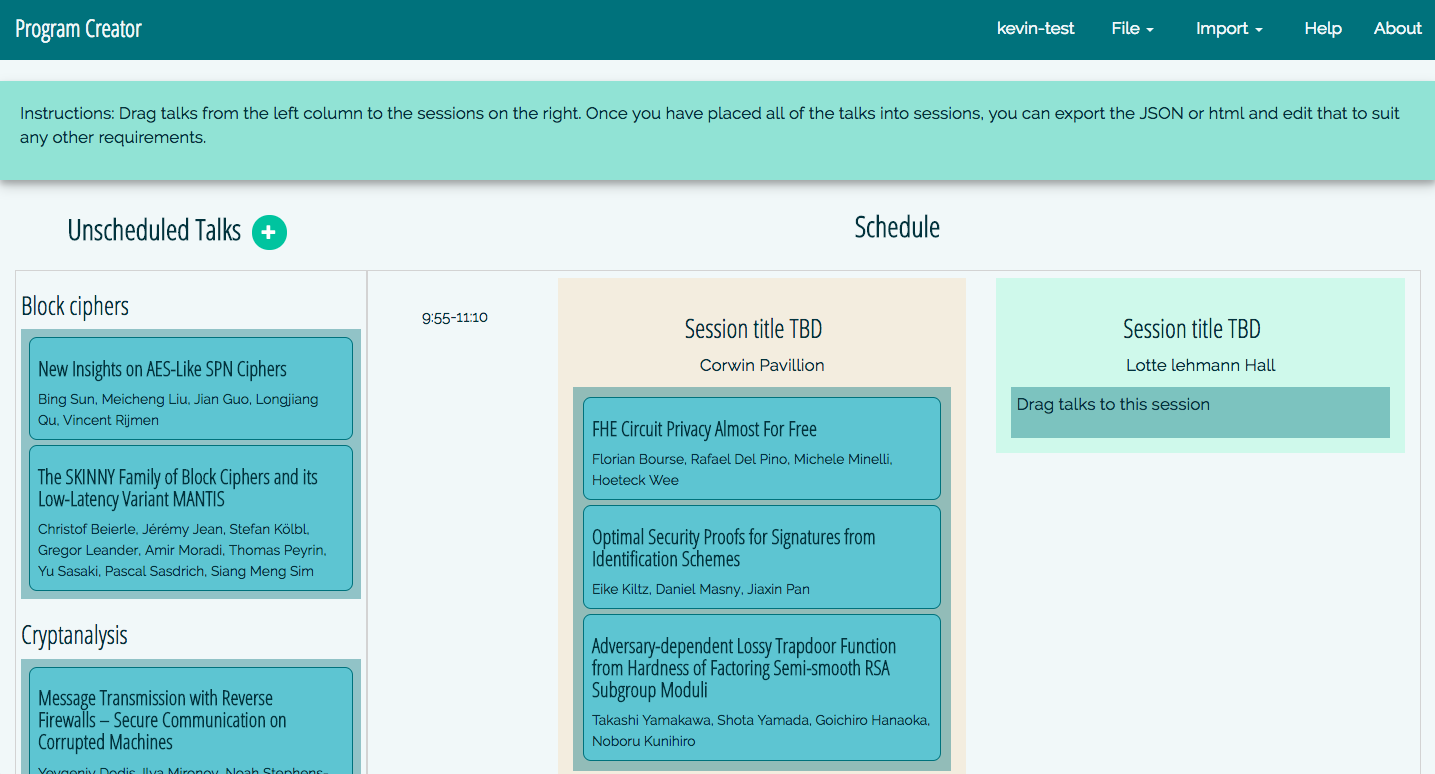 Program Creator
kevin-test
File
Import
Help
About
Instructions: Drag talks from the left column to the sessions on the right. Once you have placed all of the talks into sessions, you can export the JSON or html and edit that to suit
any other requirements.
Unscheduled Talks
Schedule
Block ciphers
New Insights on AES-Like SPN Ciphers
Bing Sun, Meicheng Liu, Jian Guo, Longjiang
Qu, Vincent Rijmen
The SKINNY Family of Block Ciphers and its
Low-Latency Variant MANTIS
Christof Beierle, Jérémy Jean, Stefan Kölbl,
Gregor Leander, Amir Moradi, Thomas Peyrin,
Yu Sasaki, Pascal Sasdrich, Siang Meng Sim
Cryptanalysis
Message Transmission with Reverse
Firewalls – Secure Communication on
Corrupted Machines
Yevgeniy Dodis, Ilya Mironov, Noah Stephens-
9:55-11:10
Session title TBD
Corwin Pavillion
FHE Circuit Privacy Almost For Free
Florian Bourse, Rafael Del Pino, Michele Minelli,
Hoeteck Wee
Optimal Security Proofs for Signatures from
Identification Schemes
Eike Kiltz, Daniel Masny, Jiaxin Pan
Adversary-dependent Lossy Trapdoor Function
from Hardness of Factoring Semi-smooth RSA
Subgroup Moduli
Takashi Yamakawa, Shota Yamada, Goichiro Hanaoka,
Noboru Kunihiro
Session title TBD
Lotte lehmann Hall
Drag talks to this session